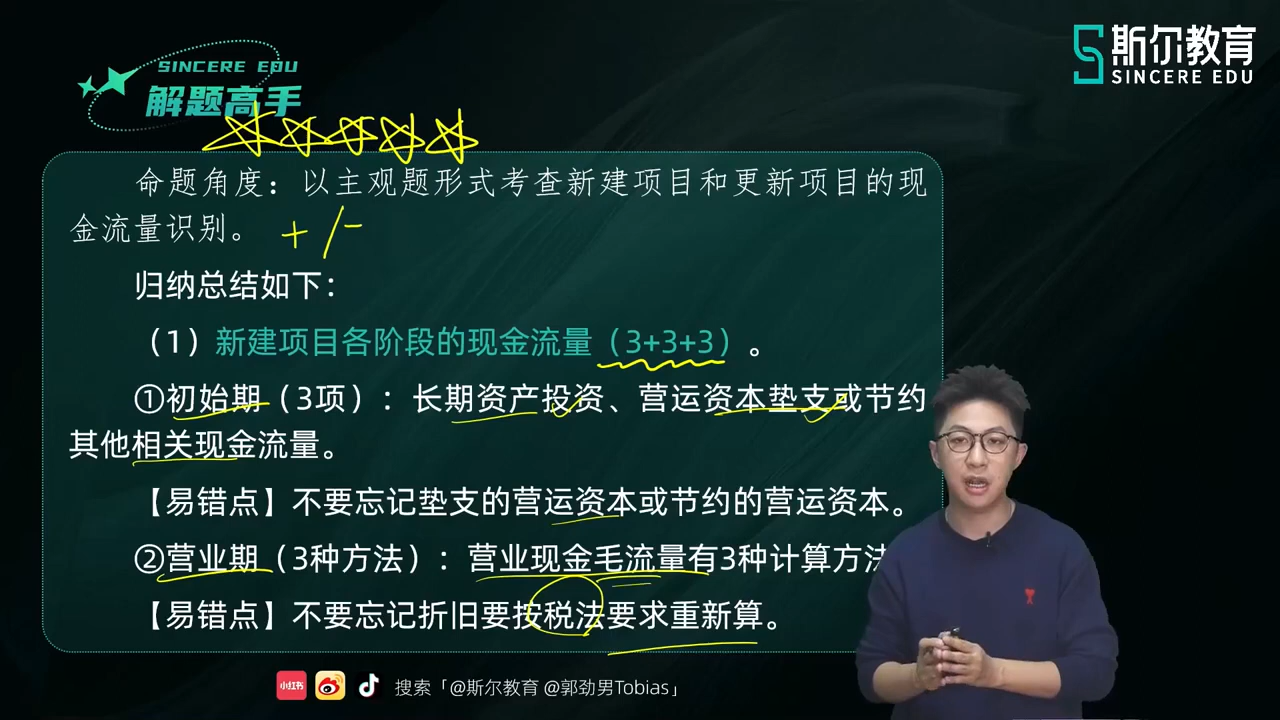 SINCERE EDU
解题高手
斯尔教育
SINCERE EDU
命题角度：以主观题形式考查新建项目和更新项目的现
金流量识别。 + / -
归纳总结如下：
（1）新建项目各阶段的现金流量（3+3+3）。
①初始期（3项）：长期资产投资、营运资本垫支或节约
其他相关现金流量。
【易错点】不要忘记垫支的营运资本或节约的营运资本。
②营业期（3种方法）：营业现金毛流量有3种计算方法
【易错点】不要忘记折旧要按税法要求重新算。
小红书
搜索「@斯尔教育 @郭劲男Tobias」